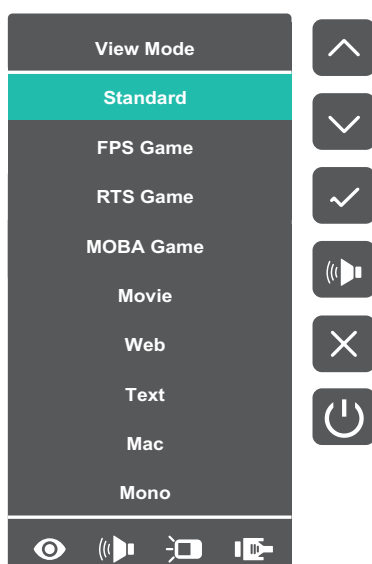 View Mode
Standard
FPS Game
RTS Game
MOBA Game
Movie
Web
Text
Mac
Mono